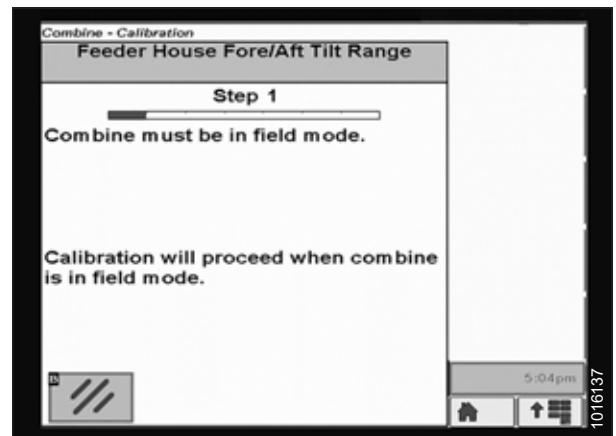 Combine - Calibration
Feeder House Fore/Aft Tilt Range
Step 1
Combine must be in field mode.
Calibration will proceed when combine
is in field mode.
5:04pm
1016137